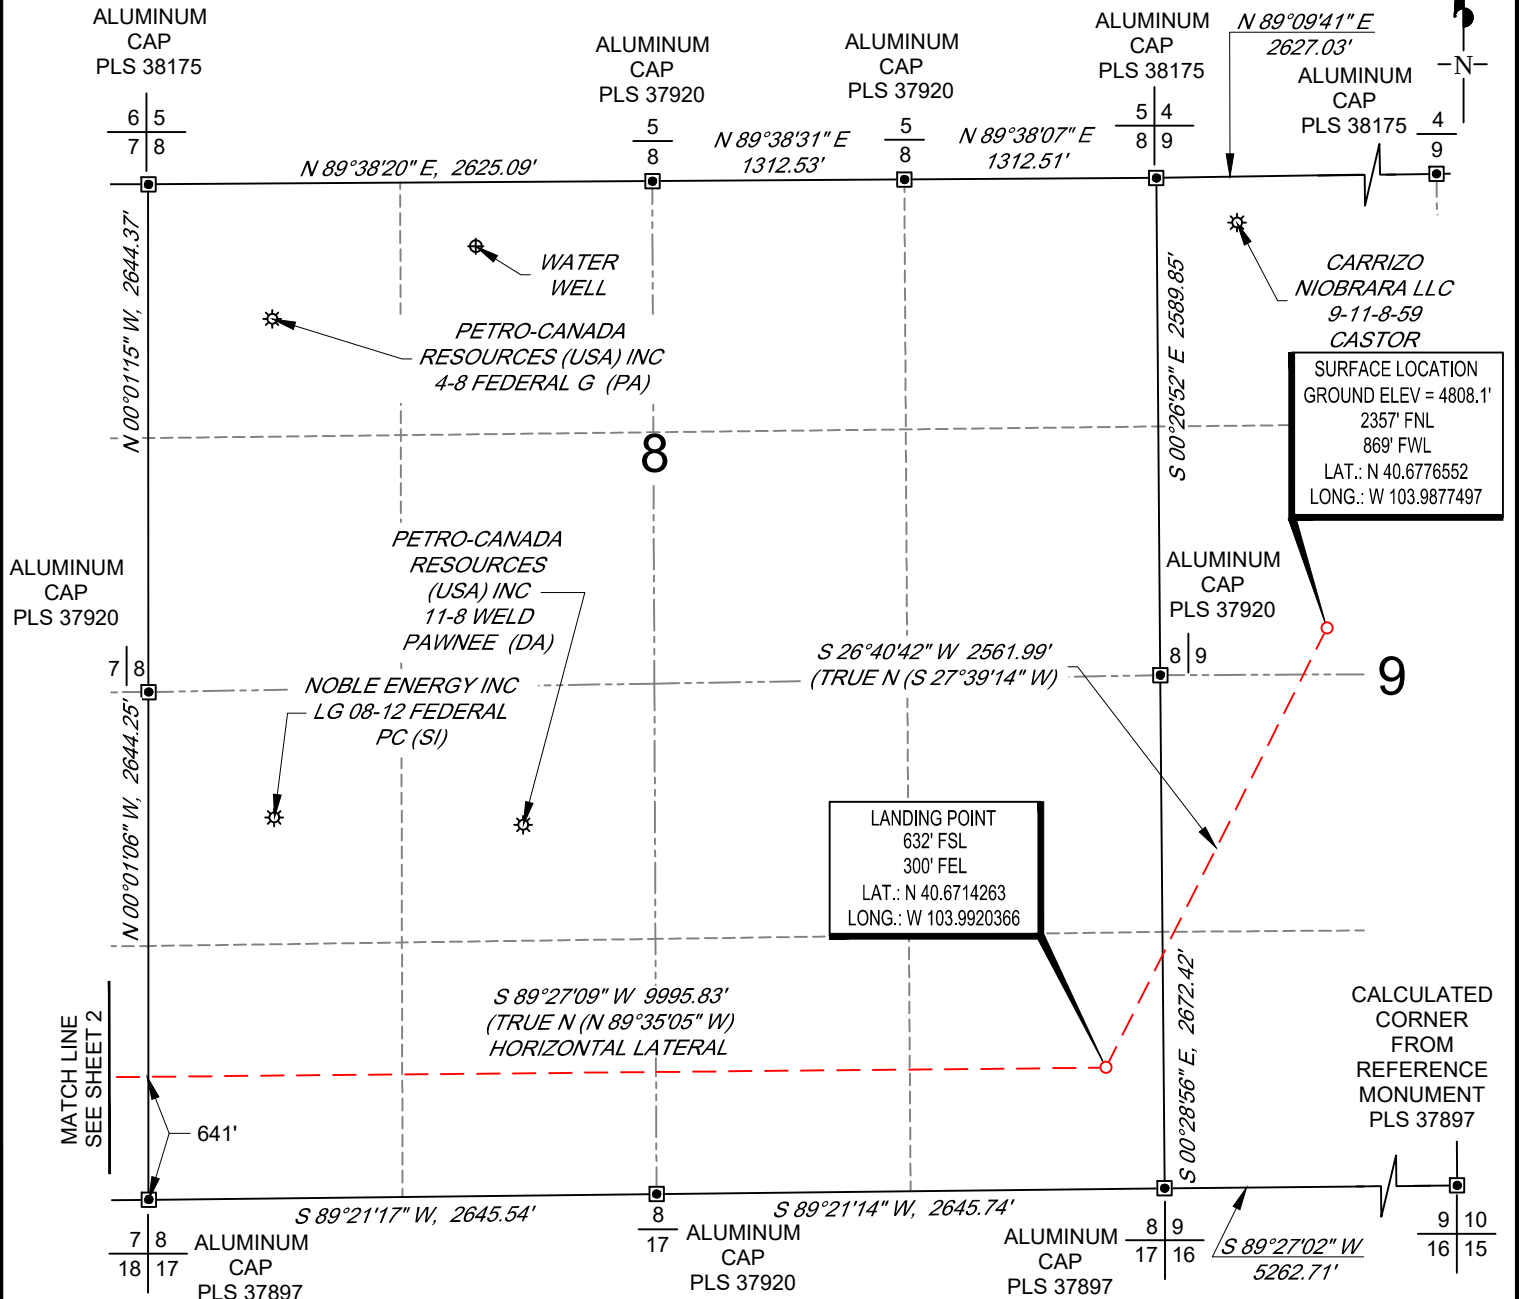 ALUMINUM
CAP
PLS 38175
ALUMINUM
CAP
PLS 37920
ALUMINUM
CAP
PLS 37920
ALUMINUM
CAP
PLS 38175
N 89°09'41" E
2627.03'
ALUMINUM
CAP
PLS 38175
-N-
6 5
7 8
5
8
5
8
5 4
8 9
4
9
N 89°38'20" E, 2625.09'
N 89°38'31" E
1312.53'
N 89°38'07" E
1312.51'
N 00°01'15" W, 2644.37'
WATER
WELL
PETRO-CANADA
RESOURCES (USA) INC
4-8 FEDERAL G (PA)
S 00°26'52" E 2589.85'
CARRIZO
NIOBRARA LLC
9-11-8-59
CASTOR
SURFACE LOCATION
GROUND ELEV = 4808.1'
2357' FNL
869' FWL
LAT.: N 40.6776552
LONG.: W 103.9877497
8
PETRO-CANADA
RESOURCES
(USA) INC
11-8 WELD
PAWNEE (DA)
ALUMINUM
CAP
PLS 37920
7 8
ALUMINUM
CAP
PLS 37920
8 9
9
NOBLE ENERGY INC
LG 08-12 FEDERAL
PC (SI)
S 26°40'42" W 2561.99'
(TRUE N (S 27°39'14" W)
N 00°01'06" W, 2644.25'
LANDING POINT
632' FSL
300' FEL
LAT.: N 40.6714263
LONG.: W 103.9920366
S 89°27'09" W 9995.83'
(TRUE N (N 89°35'05" W)
HORIZONTAL LATERAL
S 00°28'56" E, 2672.42'
CALCULATED
CORNER
FROM
REFERENCE
MONUMENT
PLS 37897
MATCH LINE
SEE SHEET 2
641'
S 89°21'17" W, 2645.54'
S 89°21'14" W, 2645.74'
7 8
18 17
ALUMINUM
CAP
PLS 37897
8
17
ALUMINUM
CAP
PLS 37920
ALUMINUM
CAP
PLS 37897
8 9
17 16
S 89°27'02" W
5262.71'
9 10
16 15